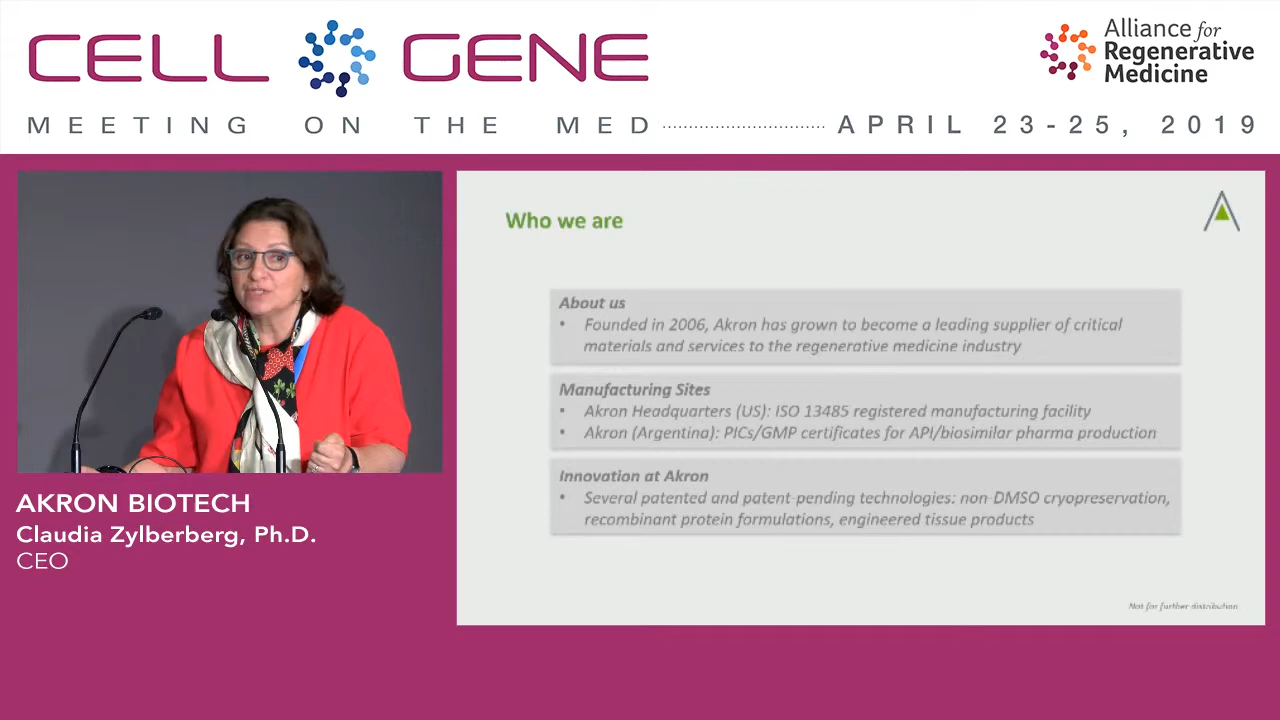 CELL GENE
Alliance for
Regenerative
Medicine
MEETING ON THE MED APRIL 23-25, 2019
Who we are
About us
• Founded in 2006, Akron has grown to become a leading supplier of critical
materials and services to the regenerative medicine industry
Manufacturing Sites
• Akron Headquarters (US): ISO 13485 registered manufacturing facility
• Akron (Argentina): PICs/GMP certificates for API/biosimilar pharma production
Innovation at Akron
• Several patented and patent-pending technologies: non-DMSO cryopreservation,
recombinant protein formulations, engineered tissue products
Not for further distribution
AKRON BIOTECH
Claudia Zylberberg, Ph.D.
CEO